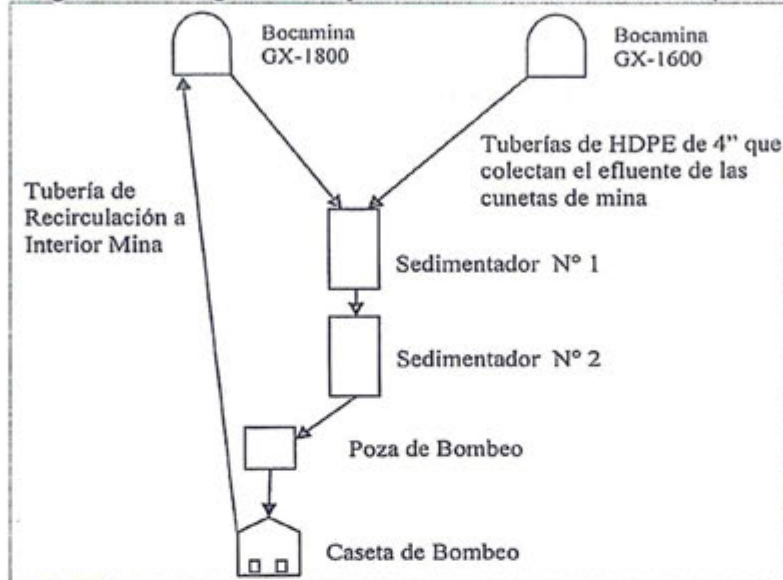 Bocamina
GX-1800
Bocamina
GX-1600
Tuberías de HDPE de 4” que
colectan el efluente de las
cunetas de mina
Tubería de
Recirculación a
Interior Mina
Sedimentador N° 1
Sedimentador N° 2
Poza de Bombeo
Caseta de Bombeo